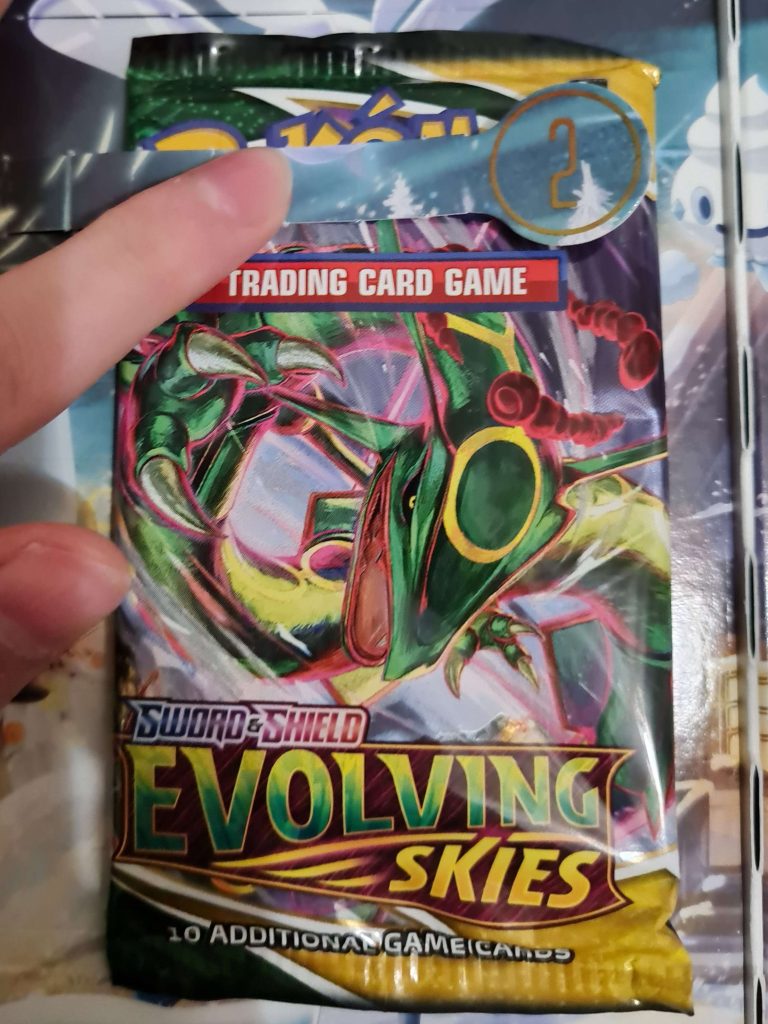 2
TRADING CARD GAME
SWORD & SHIELD
EVOLVING
SKIES
10 ADDITIONAL GAME CARDS